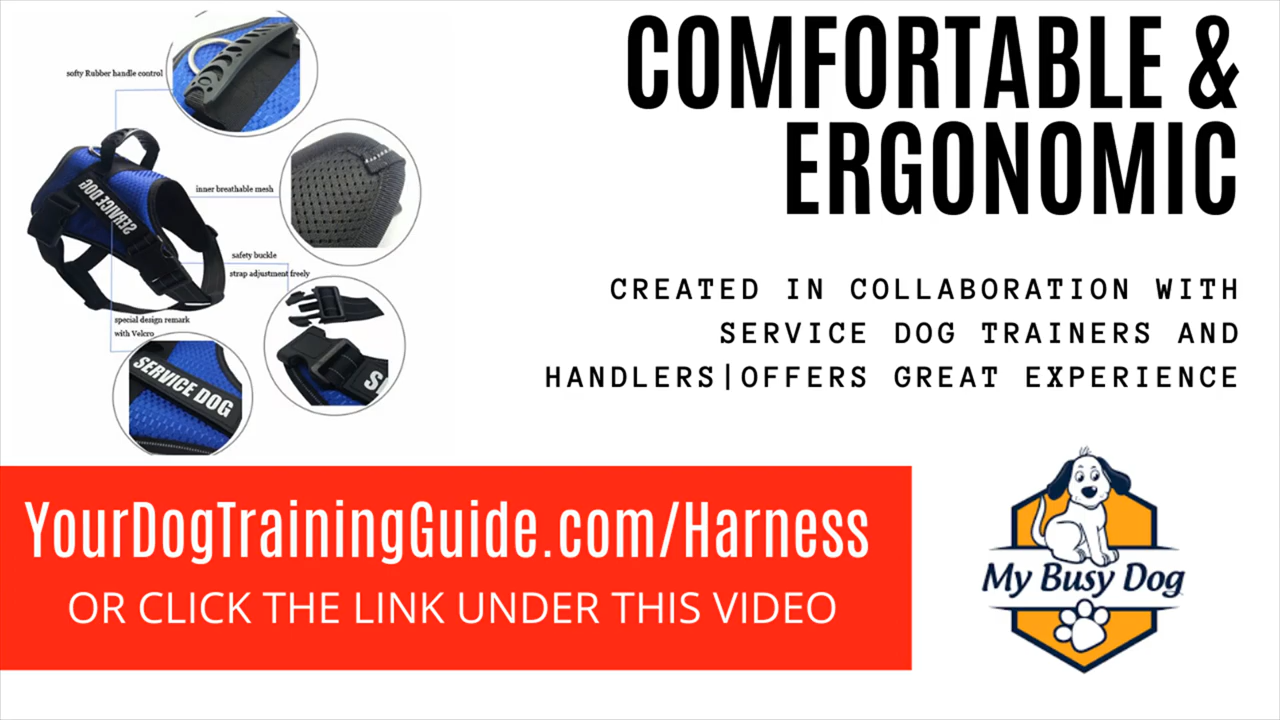 COMFORTABLE &
ERGONOMIC
softy Rubber handle control
inner breathable mesh
SERVICE DOG
SERVICE DOG
safety buckle
strap adjustment freely
special design remark
with Velcro
SERVICE DOG
S
CREATED IN COLLABORATION WITH
SERVICE DOG TRAINERS AND
HANDLERS|OFFERS GREAT EXPERIENCE
YourDogTrainingGuide.com/Harness
OR CLICK THE LINK UNDER THIS VIDEO
My Busy Dog